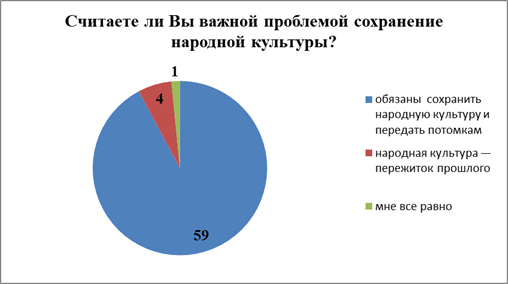 Считаете ли Вы важной проблемой сохранение
народной культуры?
1
4
59
обязаны  сохранить
народную культуру и
передать потомкам
народная культура —
пережиток прошлого
мне все равно